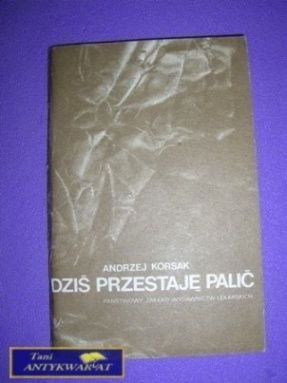 ANDRZEJ KORSAK
DZIŚ PRZESTAJĘ PALIĆ
PAŃSTWOWY ZAKŁAD WYDAWNICTW LEKARSKICH
Tani
ANTYKWARIAT